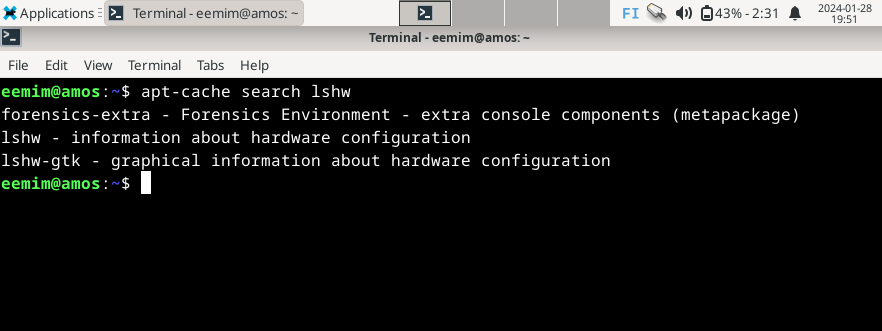 Applications
Terminal - eemim@amos: ~
FI
43% - 2:31
2024-01-28
19:51
Terminal - eemim@amos: ~
File Edit View Terminal Tabs Help
eemim@amos:~$ apt-cache search lshw
forensics-extra - Forensics Environment - extra console components (metapackage)
lshw - information about hardware configuration
lshw-gtk - graphical information about hardware configuration
eemim@amos:~$